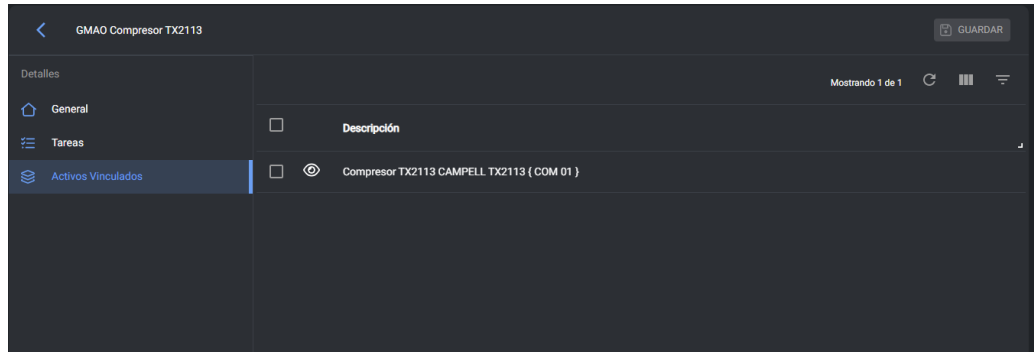 GMAO Compresor TX2113
GUARDAR
Detalles
General
Tareas
Activos Vinculados
Mostrando 1 de 1
Descripción
Compresor TX2113 CAMPELL TX2113 { COM 01 }